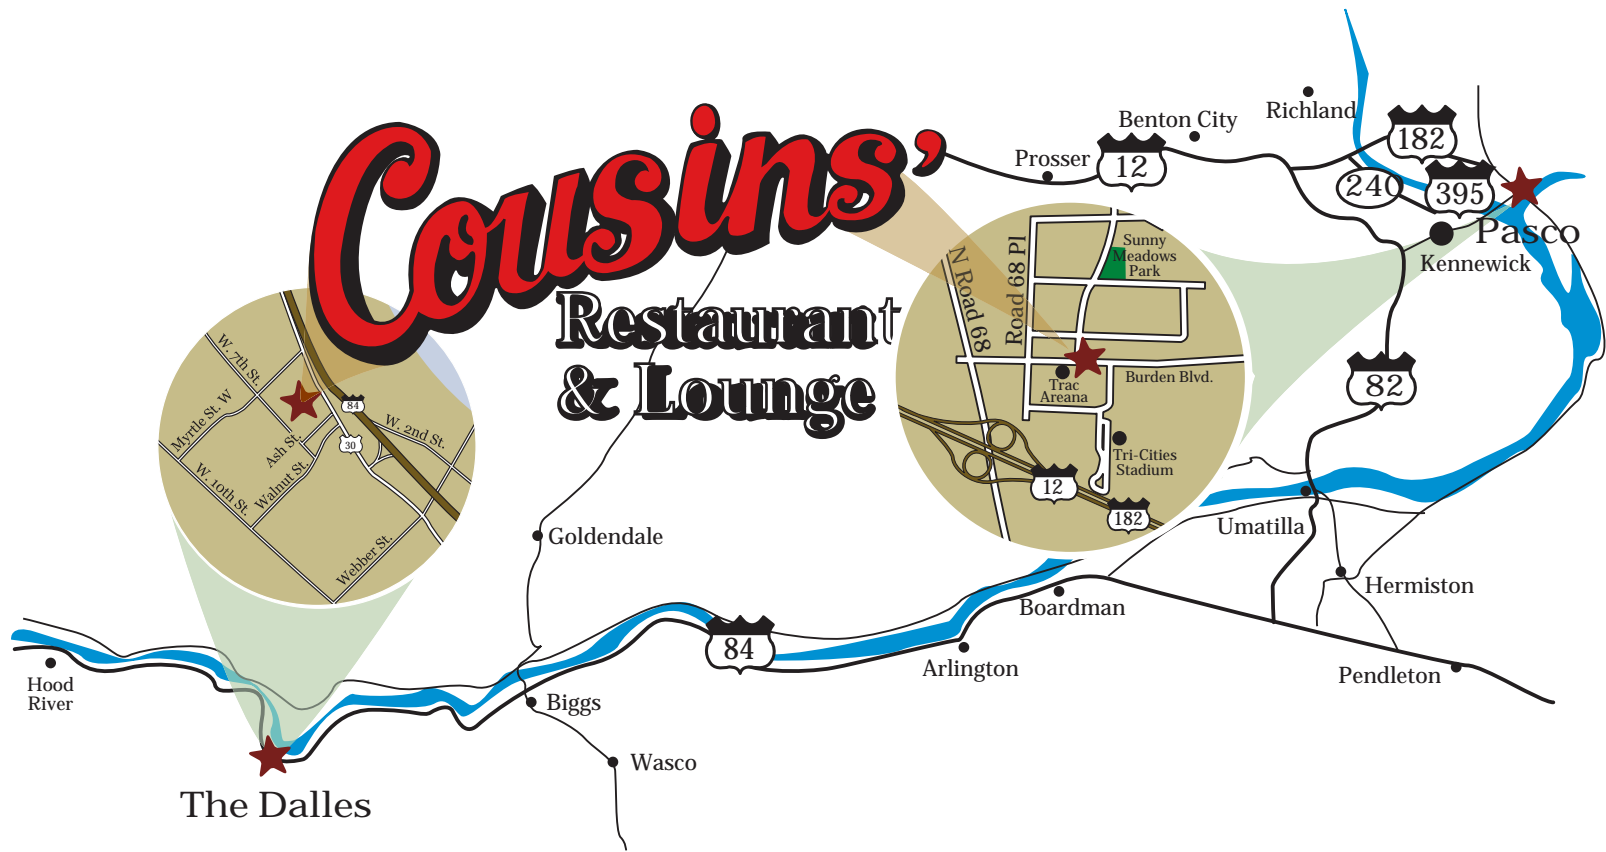 Cousins'
Restaurant
& Lounge
Richland
Benton City
Prosser
12
182
240
395
Pasco
Kennewick
82
Umatilla
Hermiston
Pendleton
Boardman
Arlington
84
Goldendale
Biggs
Wasco
Hood
River
The Dalles
W. 7th St.
Myrtle St. W
Ash St.
Walnut St.
W. 10th St.
Webber St.
W. 2nd St.
84
30
N Road 68
Road 68 Pl
Sunny
Meadows
Park
Burden Blvd.
Trac
Areana
Tri-Cities
Stadium
12
182